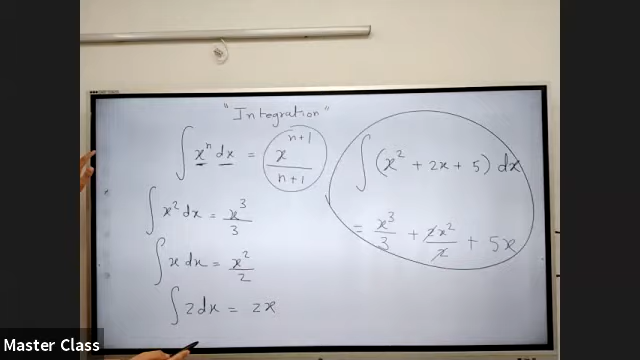 "Integration"
∫ xⁿ dx = xⁿ⁺¹ / n+1
∫ x² dx = x³ / 3
∫ x dx = x² / 2
∫ 2 dx = 2x
∫ (x² + 2x + 5) dx
= x³ / 3 + 2x² / 2 + 5x
Master Class